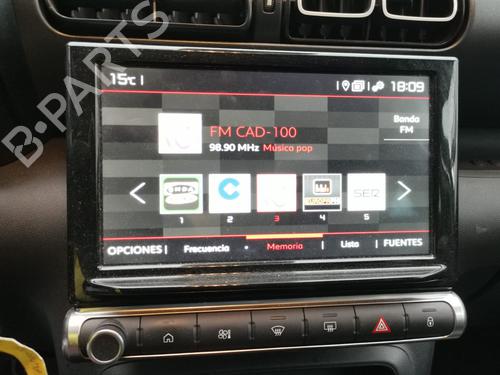 15°C
18:09
FM CAD-100
98.90 MHz Música pop
Banda
FM
ONDA
SER
1 2 3 4 5
OPCIONES Frecuencia Memoria Lista FUENTES
B-PARTS